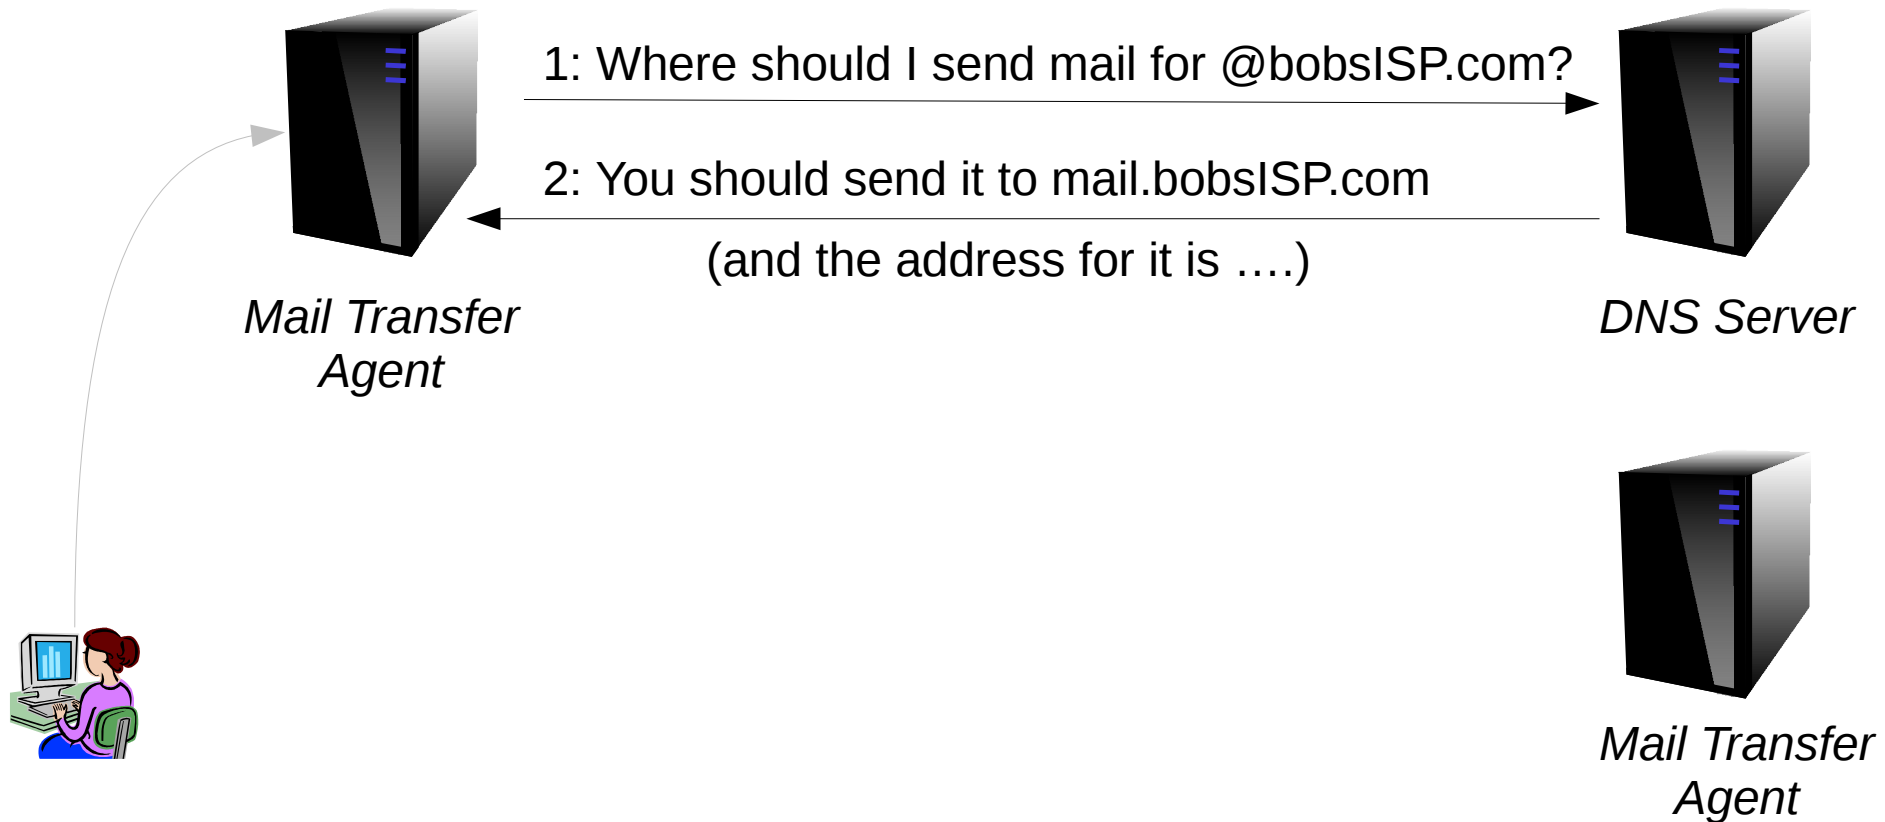 1: Where should I send mail for @bobsISP.com?
2: You should send it to mail.bobsISP.com
(and the address for it is ….)
Mail Transfer
Agent
DNS Server
Mail Transfer
Agent